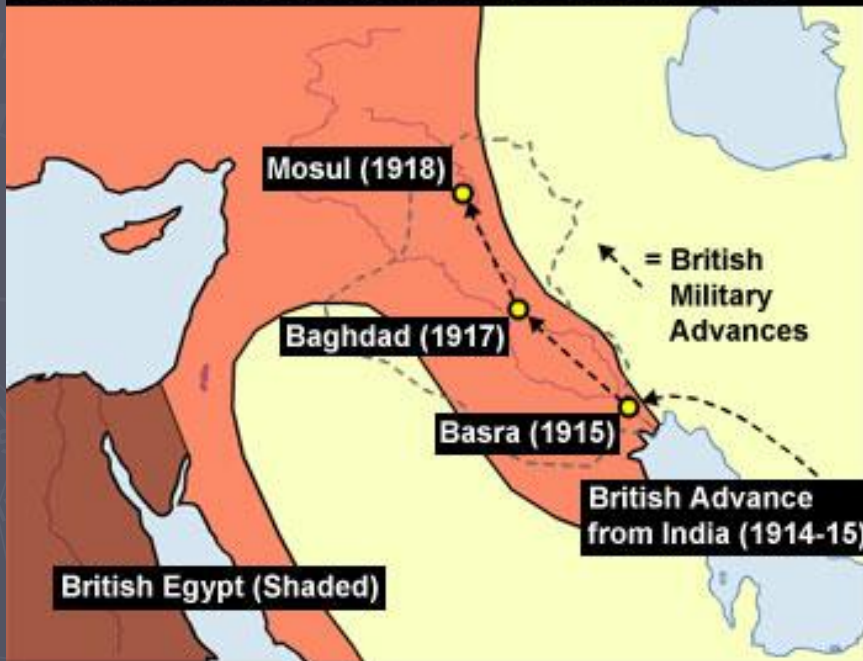 Mosul (1918)
= British
Military
Advances
Baghdad (1917)
Basra (1915)
British Advance
from India (1914-15)
British Egypt (Shaded)